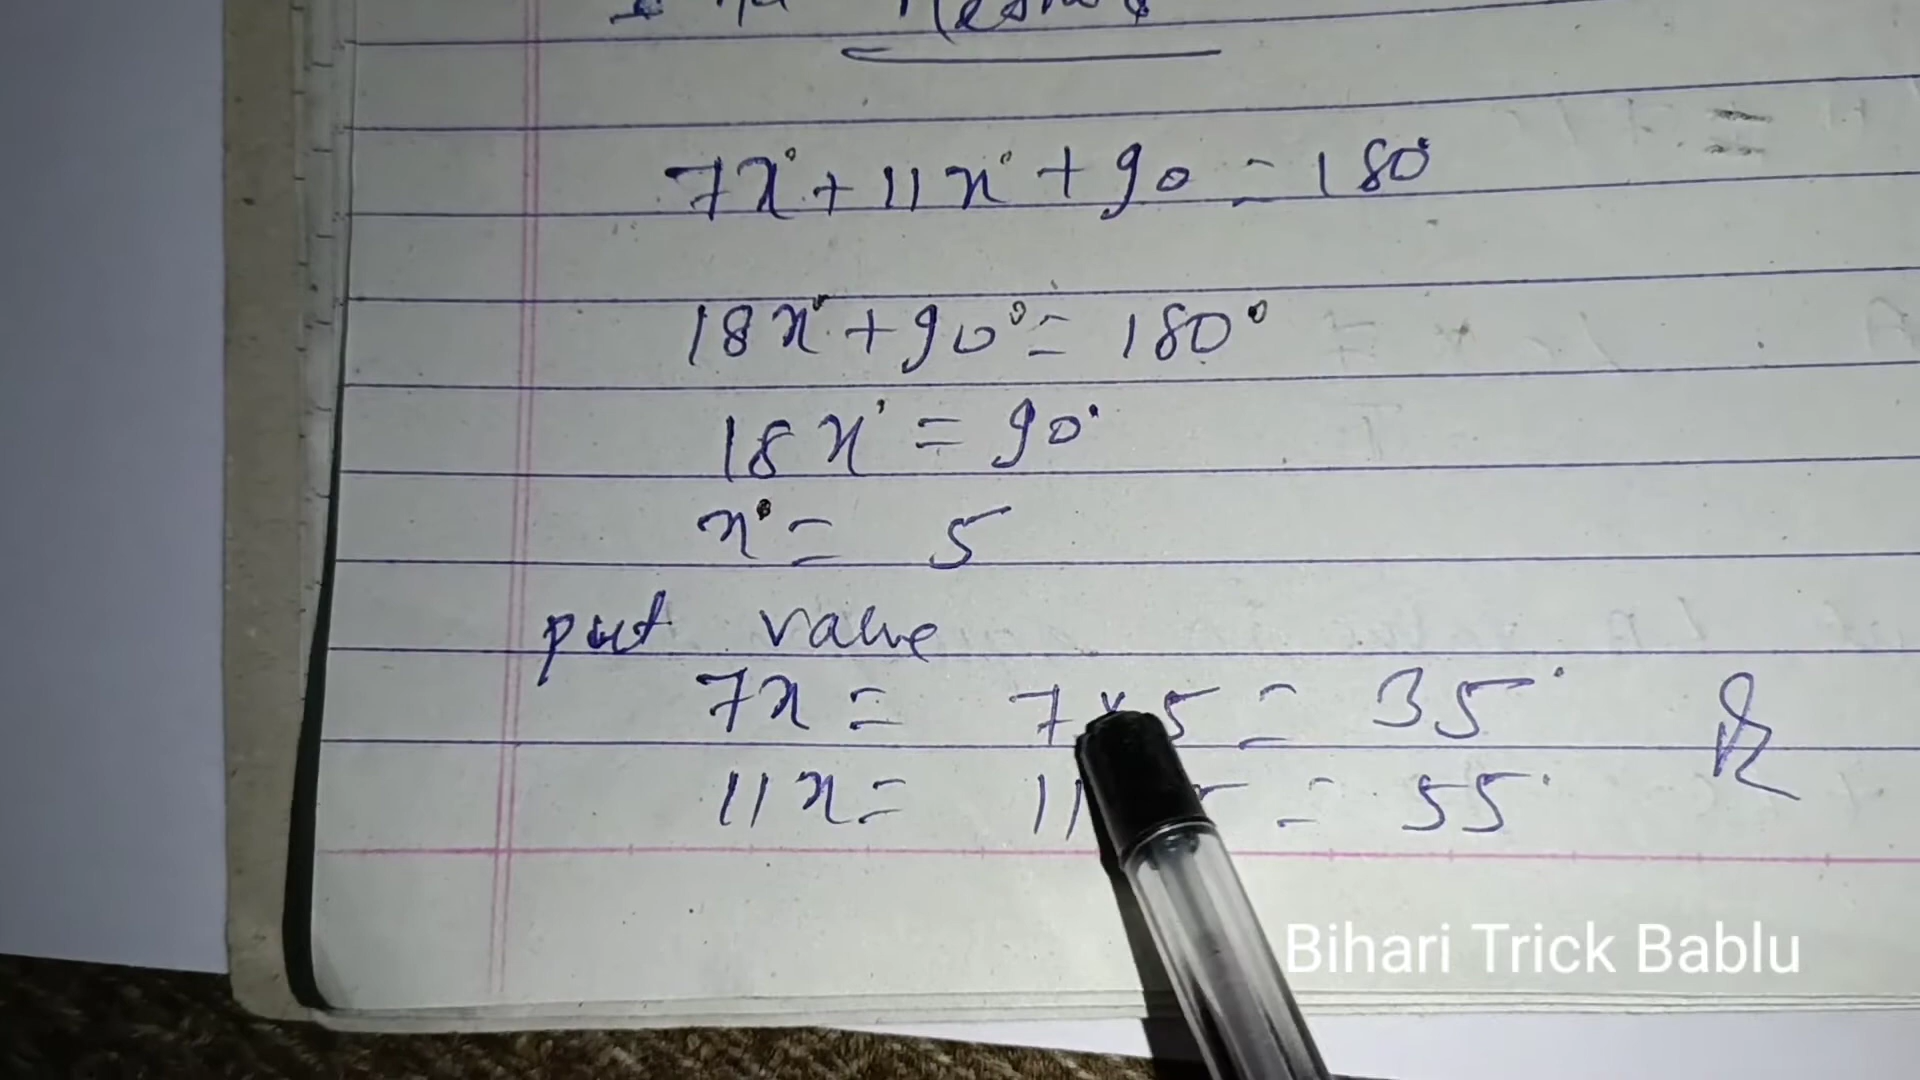 7x° + 11x° + 90 = 180°
18x° + 90° = 180°
18x° = 90°
x° = 5
put value
7x = 7×5 = 35°
11x = 11 = 55°
Bihari Trick Bablu